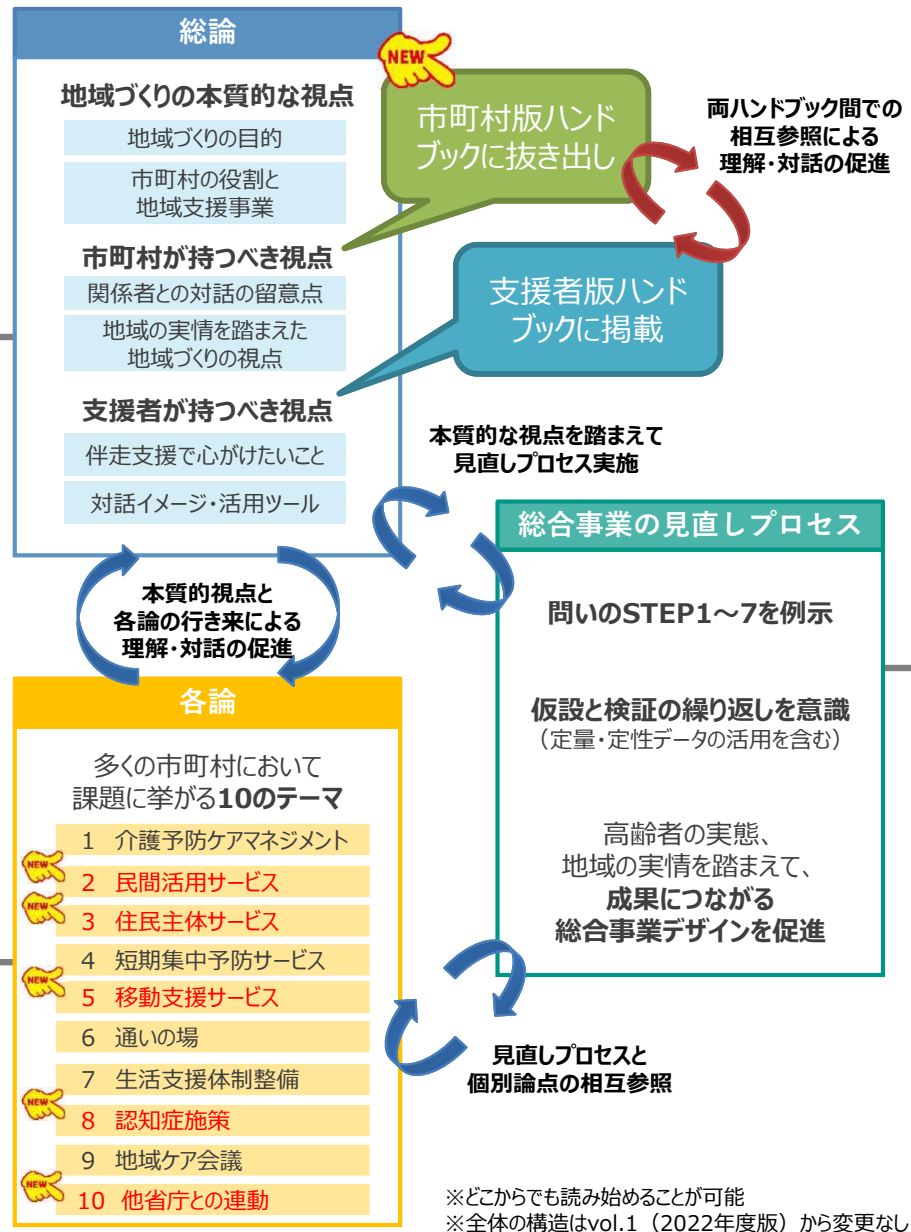 総論
地域づくりの本質的な視点
地域づくりの目的
市町村の役割と
地域支援事業
市町村が持つべき視点
関係者との対話の留意点
地域の実情を踏まえた
地域づくりの視点
支援者が持つべき視点
伴走支援で心がけたいこと
対話イメージ・活用ツール
NEW
市町村版ハンド
ブックに抜き出し
両ハンドブック間での
相互参照による
理解・対話の促進
支援者版ハンド
ブックに掲載
本質的な視点を踏まえて
見直しプロセス実施
本質的視点と
各論の行き来による
理解・対話の促進
総合事業の見直しプロセス
問いのSTEP1～7を例示
仮設と検証の繰り返しを意識
（定量・定性データの活用を含む）
高齢者の実態、
地域の実情を踏まえて、
成果につながる
総合事業デザインを促進
各論
多くの市町村において
課題に挙がる10のテーマ
1 介護予防ケアマネジメント
NEW
2 民間活用サービス
NEW
3 住民主体サービス
4 短期集中予防サービス
NEW
5 移動支援サービス
6 通いの場
7 生活支援体制整備
NEW
8 認知症施策
9 地域ケア会議
NEW
10 他省庁との連動
見直しプロセスと
個別論点の相互参照
※どこからでも読み始めることが可能
※全体の構造はvol.1（2022年度版）から変更なし